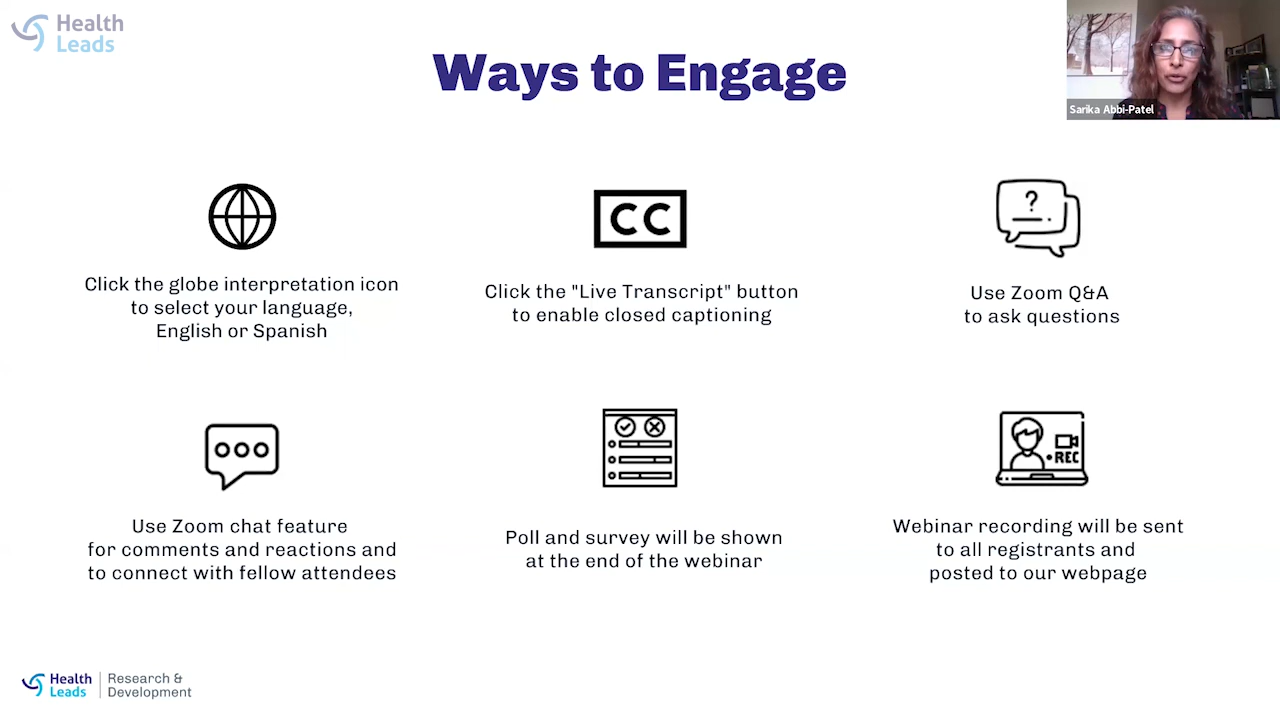 Health
Leads
Ways to Engage
Sarika Abbi-Patel
Click the globe interpretation icon
to select your language,
English or Spanish
CC
Click the "Live Transcript" button
to enable closed captioning
?
Use Zoom Q&A
to ask questions
Use Zoom chat feature
for comments and reactions and
to connect with fellow attendees
Poll and survey will be shown
at the end of the webinar
REC
Webinar recording will be sent
to all registrants and
posted to our webpage
Health
Leads
Research &
Development